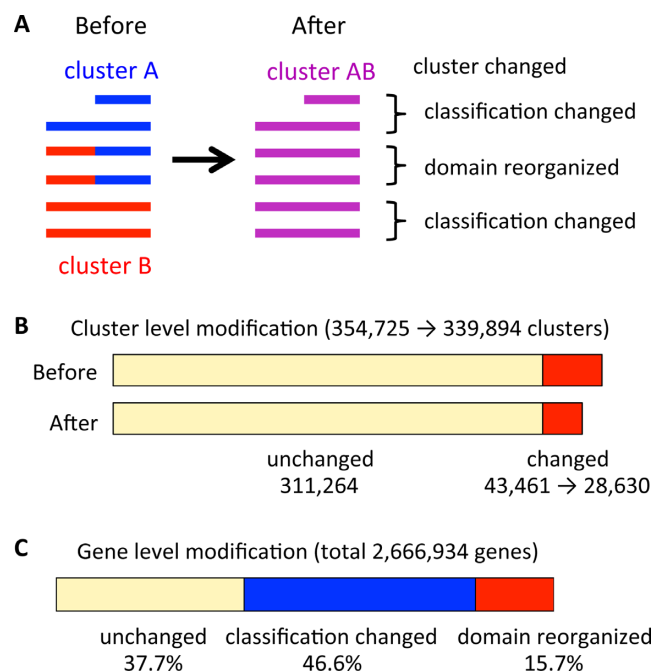 A
Before After
cluster A cluster AB cluster changed
classification changed
domain reorganized
classification changed
cluster B
B
Cluster level modification (354,725 → 339,894 clusters)
Before
After
unchanged changed
311,264 43,461 → 28,630
C
Gene level modification (total 2,666,934 genes)
unchanged classification changed domain reorganized
37.7% 46.6% 15.7%